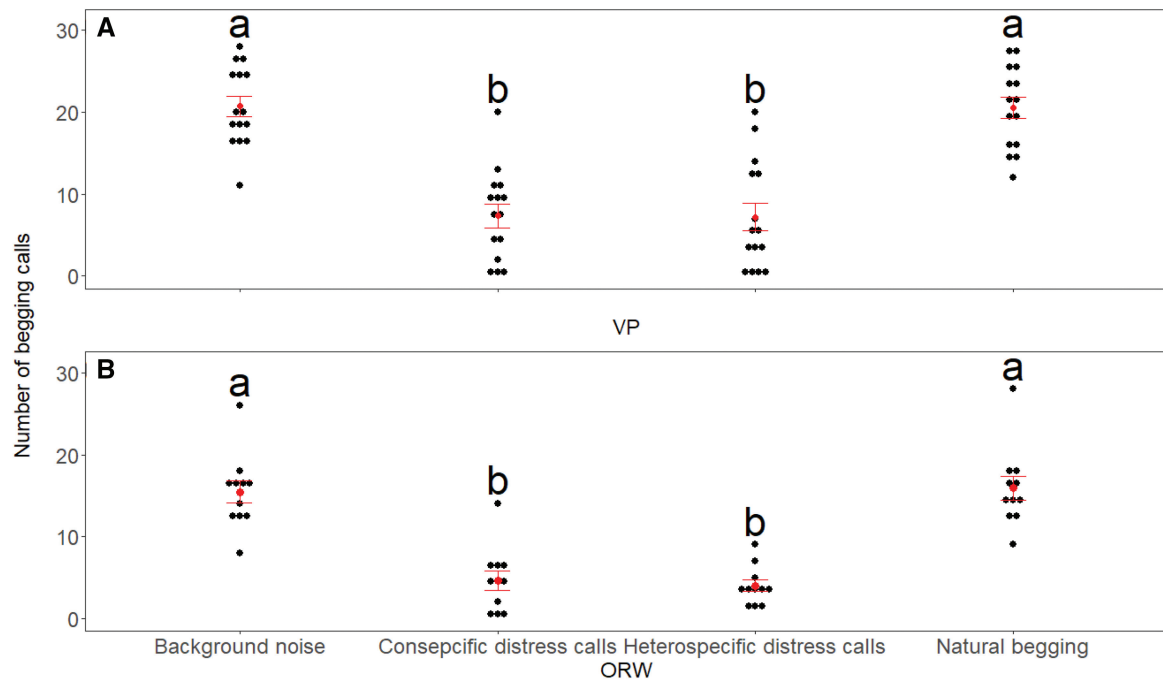 A
a
b
b
a
30
20
10
0
VP
Number of begging calls
B
a
b
b
a
30
20
10
0
Background noise Consepcific distress calls Heterospecific distress calls Natural begging
ORW